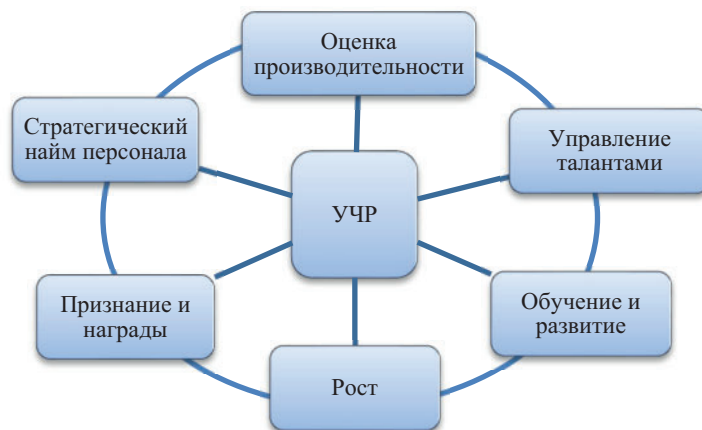 Оценка
производительности
Стратегический
найм персонала
Управление
талантами
УЧР
Признание и
награды
Обучение и
развитие
Рост